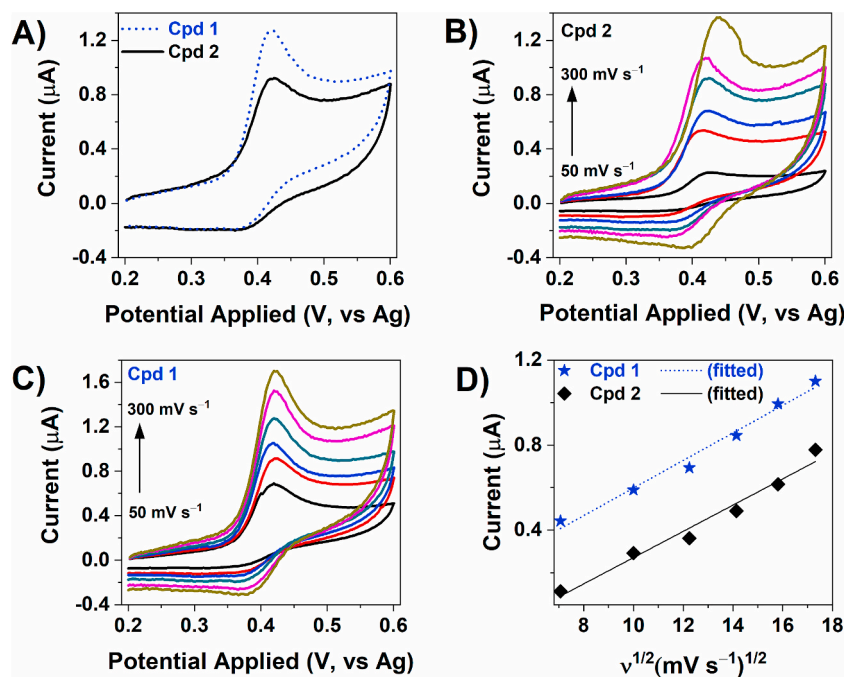 A)
Cpd 1
Cpd 2
Current (µA)
1.2
0.8
0.4
0.0
-0.4
0.2 0.3 0.4 0.5 0.6
Potential Applied (V, vs Ag)
B)
Cpd 2
300 mV s⁻¹
50 mV s⁻¹
Current (µA)
1.2
0.8
0.4
0.0
-0.4
0.2 0.3 0.4 0.5 0.6
Potential Applied (V, vs Ag)
C)
Cpd 1
300 mV s⁻¹
50 mV s⁻¹
Current (µA)
1.6
1.2
0.8
0.4
0.0
-0.4
0.2 0.3 0.4 0.5 0.6
Potential Applied (V, vs Ag)
D)
Cpd 1 (fitted)
Cpd 2 (fitted)
Current (µA)
1.2
0.8
0.4
8 10 12 14 16 18
ν¹/²(mV s⁻¹)¹/²